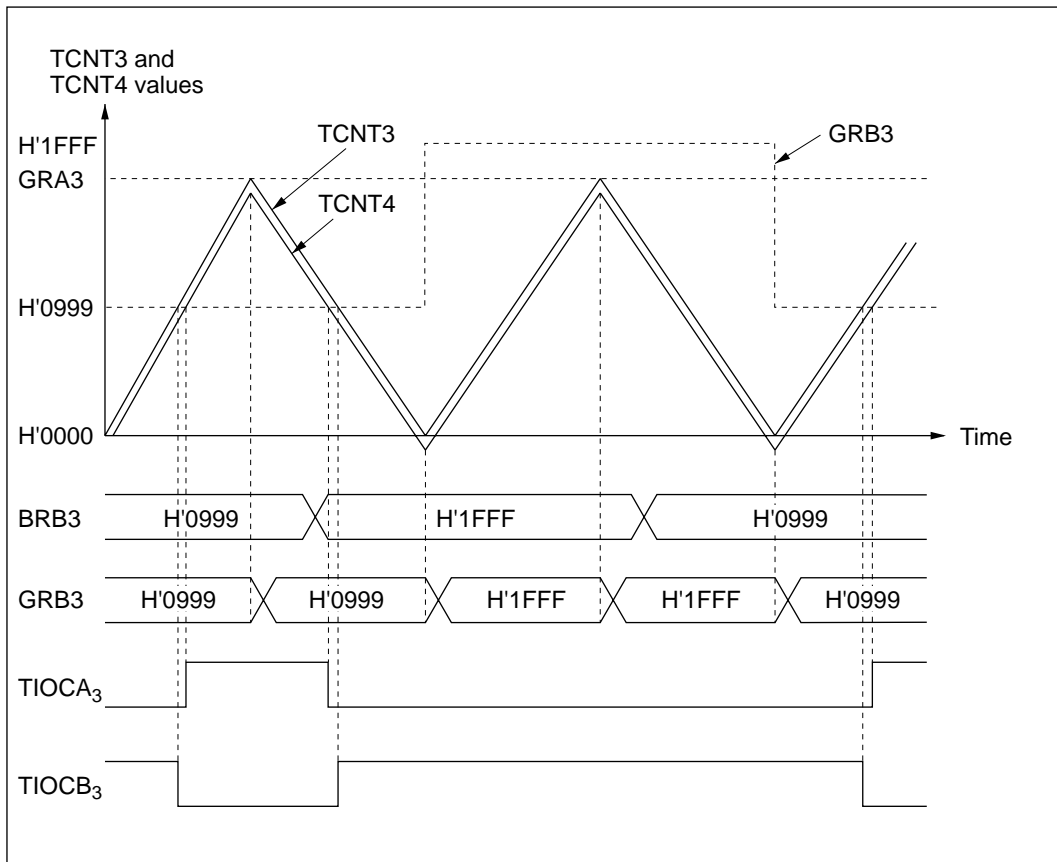 TCNT3 and
TCNT4 values
H'1FFF
TCNT3
GRB3
GRA3
TCNT4
H'0999
H'0000
Time
BRB3
H'0999
H'1FFF
H'0999
GRB3
H'0999
H'0999
H'1FFF
H'1FFF
H'0999
TIOCA3
TIOCB3